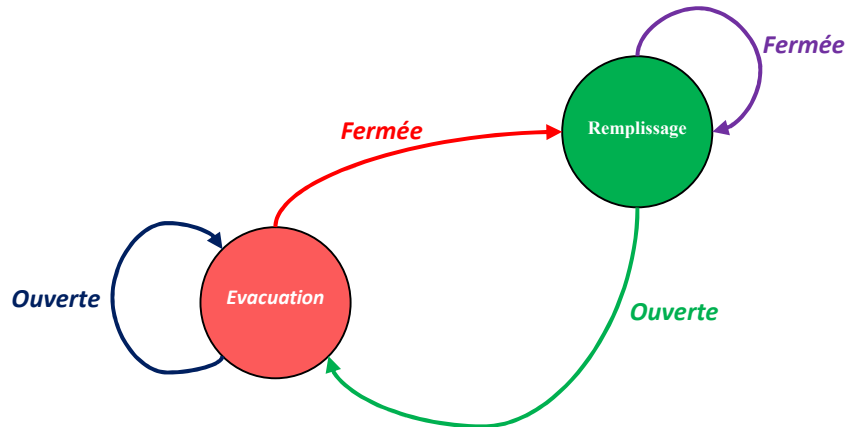 Fermée
Fermée
Remplissage
Ouverte
Evacuation
Ouverte